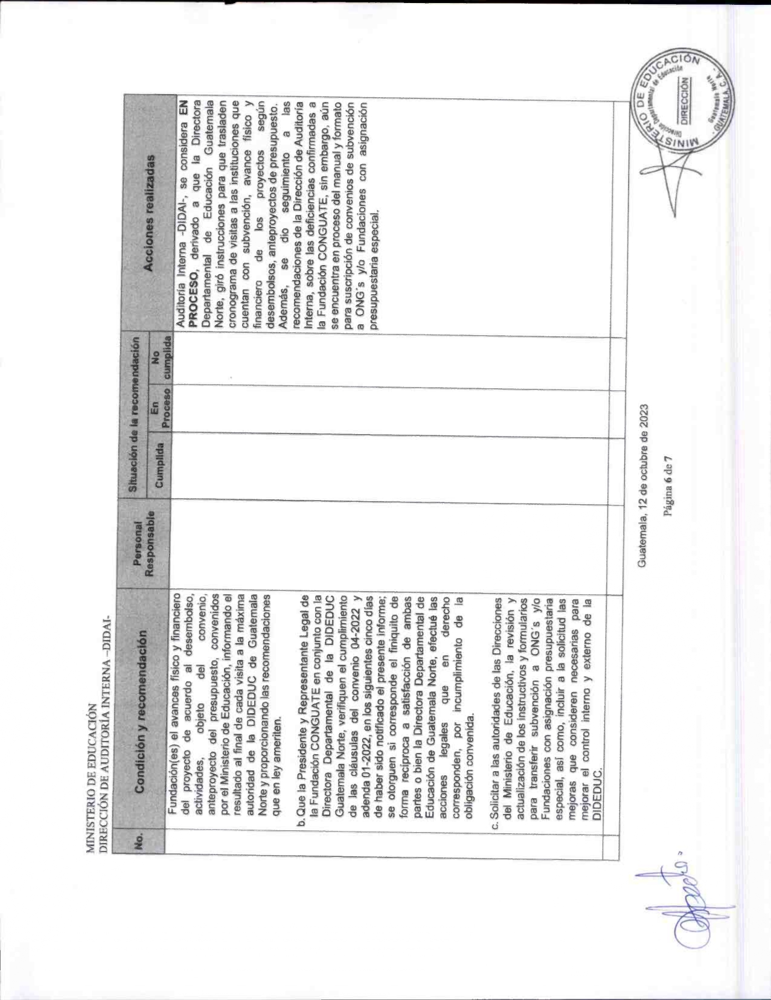 MINISTERIO DE EDUCACIÓN
DIRECCIÓN DE AUDITORÍA INTERNA –DIDAI-
No.
Condición y recomendación
Personal
Responsable
Situación de la recomendación
Cumplida
En
Proceso
No
cumplida
Acciones realizadas
Fundación(es) el avances físico y financiero
del proyecto de acuerdo al desembolso,
actividades, objeto del convenio,
anteproyecto del presupuesto, convenidos
por el Ministerio de Educación, informando el
resultado al final de cada visita a la máxima
autoridad de la DIDEDUC de Guatemala
Norte y proporcionando las recomendaciones
que en ley ameriten.
b. Que la Presidente y Representante Legal de
la Fundación CONGUATE en conjunto con la
Directora Departamental de la DIDEDUC
Guatemala Norte, verifiquen el cumplimiento
de las cláusulas del convenio 04-2022 y
adenda 01-2022, en los siguientes cinco días
de haber sido notificado el presente informe;
se otorguen si corresponde el finiquito de
forma reciproca a satisfacción de ambas
partes o bien la Directora Departamental de
Educación de Guatemala Norte, efectué las
acciones legales que en derecho
corresponden, por incumplimiento de la
obligación convenida.
c. Solicitar a las autoridades de las Direcciones
del Ministerio de Educación, la revisión y
actualización de los instructivos y formularios
para transferir subvención a ONG´s y/o
Fundaciones con asignación presupuestaria
especial, así como, incluir a la solicitud las
mejoras que consideren necesarias para
mejorar el control interno y externo de la
DIDEDUC.
Auditoría Interna -DIDAI-, se considera EN
PROCESO, derivado a que la Directora
Departamental de Educación Guatemala
Norte, giró instrucciones para que trasladen
cronograma de visitas a las instituciones que
cuentan con subvención, avance físico y
financiero de los proyectos según
desembolsos, anteproyectos de presupuesto.
Además, se dio seguimiento a las
recomendaciones de la Dirección de Auditoría
Interna, sobre las deficiencias confirmadas a
la Fundación CONGUATE, sin embargo, aún
se encuentra en proceso del manual y formato
para suscripción de convenios de subvención
a ONG´s y/o Fundaciones con asignación
presupuestaria especial.
Guatemala, 12 de octubre de 2023
Página 6 de 7
MINISTERIO DE EDUCACIÓN
Dirección Departamental de Educación
DIRECCIÓN
Guatemala Norte
- GUATEMALA, C.A. -